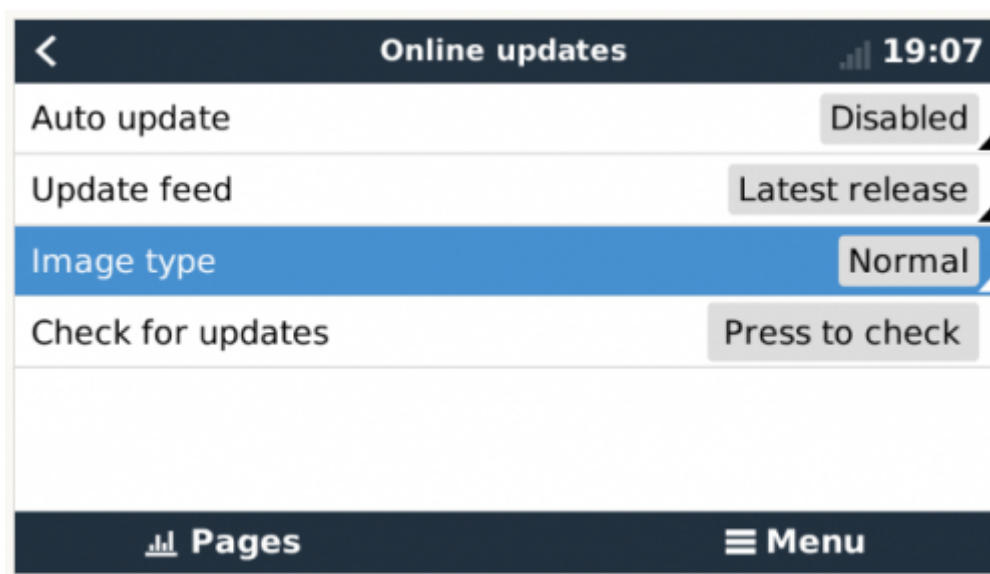 Online updates 19:07
Auto update Disabled
Update feed Latest release
Image type Normal
Check for updates Press to check
Pages Menu